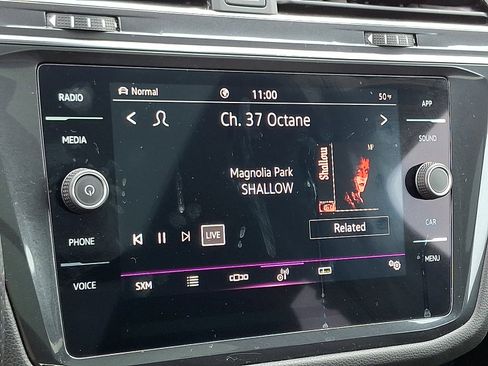 RADIO
MEDIA
PHONE
VOICE
Normal
11:00
50°F
Ch. 37 Octane
Magnolia Park
SHALLOW
Shallow
MP
LIVE
Related
SXM
APP
SOUND
CAR
MENU